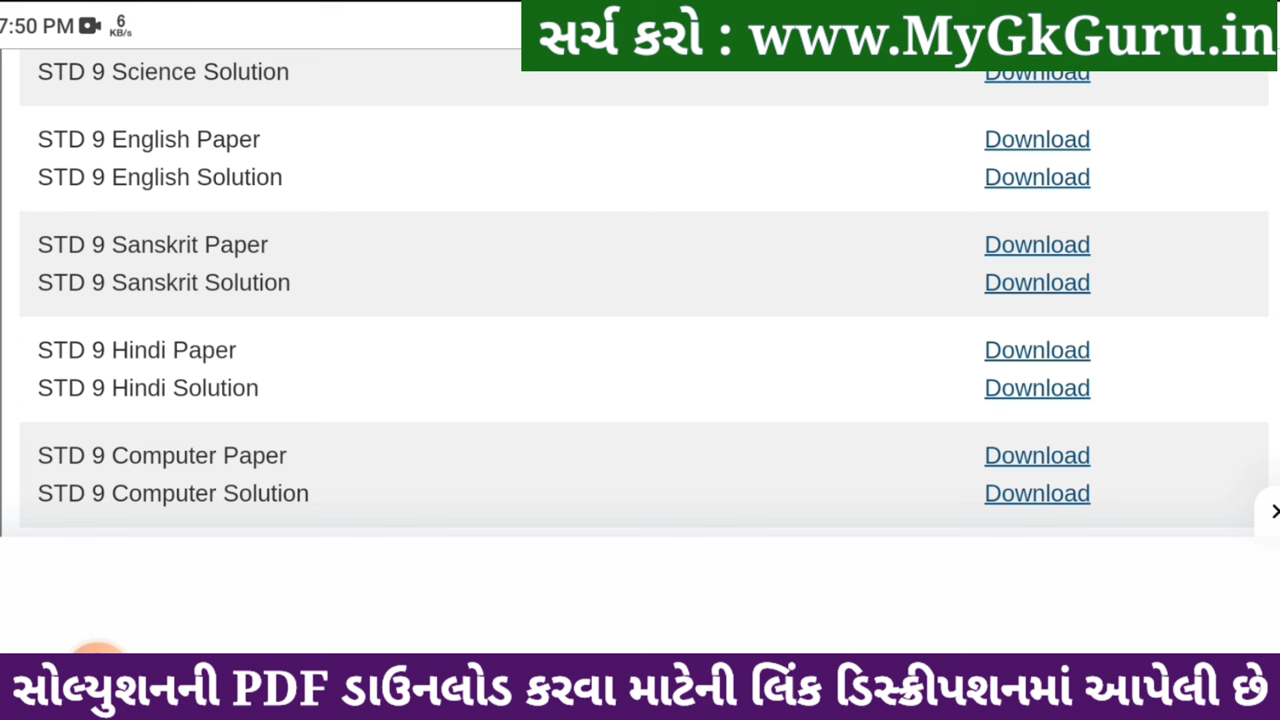 7:50 PM 6 KB/s
સર્ચ કરો : www.MyGkGuru.in
STD 9 Science Solution Download
STD 9 English Paper Download
STD 9 English Solution Download
STD 9 Sanskrit Paper Download
STD 9 Sanskrit Solution Download
STD 9 Hindi Paper Download
STD 9 Hindi Solution Download
STD 9 Computer Paper Download
STD 9 Computer Solution Download
સોલ્યુશનની PDF ડાઉનલોડ કરવા માટેની લિંક ડિસ્ક્રીપશનમાં આપેલી છે